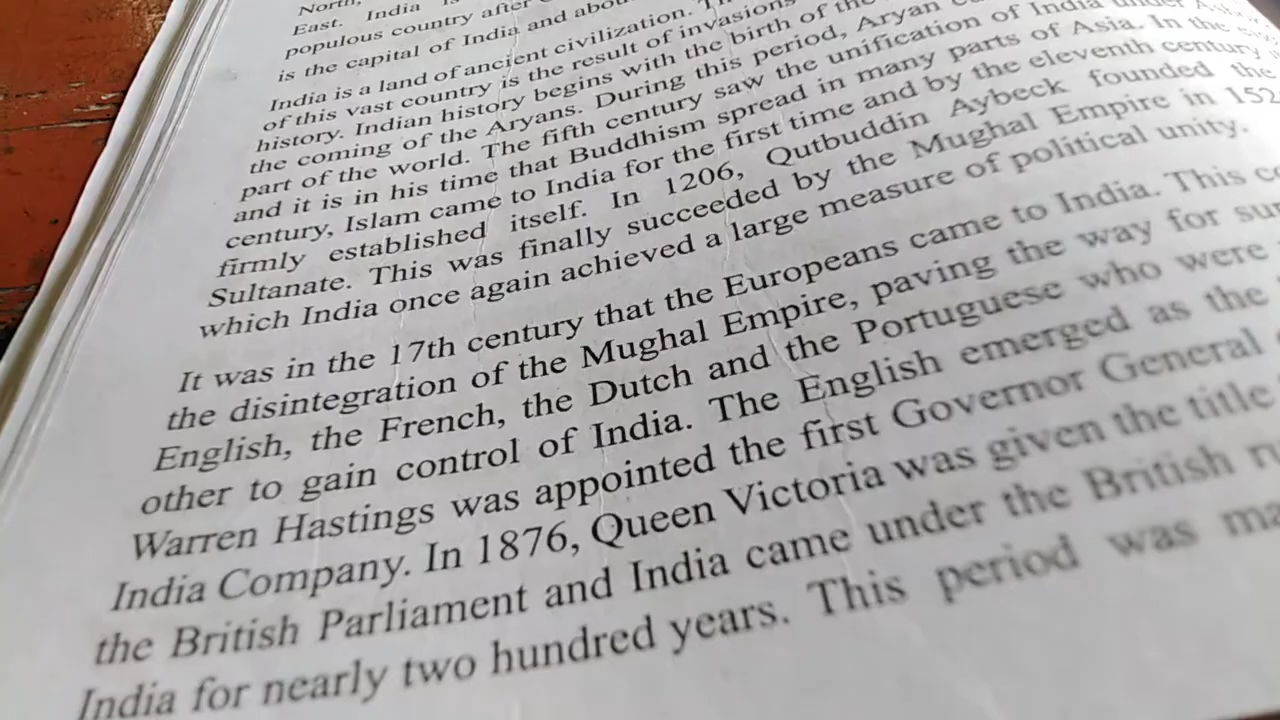 North,
East. India is
populous country after
is the capital of India and about
India is a land of ancient civilization.
of this vast country is the result of invasions
history. Indian history begins with the birth of the
the coming of the Aryans. During this period, Aryan
part of the world. The fifth century saw the unification of India under
and it is in his time that Buddhism spread in many parts of Asia. In the
century, Islam came to India for the first time and by the eleventh century
firmly established itself. In 1206, Qutbuddin Aybeck founded the
Sultanate. This was finally succeeded by the Mughal Empire in 152
which India once again achieved a large measure of political unity.
It was in the 17th century that the Europeans came to India. This
the disintegration of the Mughal Empire, paving the way for
English, the French, the Dutch and the Portuguese who were
other to gain control of India. The English emerged as the
Warren Hastings was appointed the first Governor General
India Company. In 1876, Queen Victoria was given the title
the British Parliament and India came under the British
India for nearly two hundred years. This period was